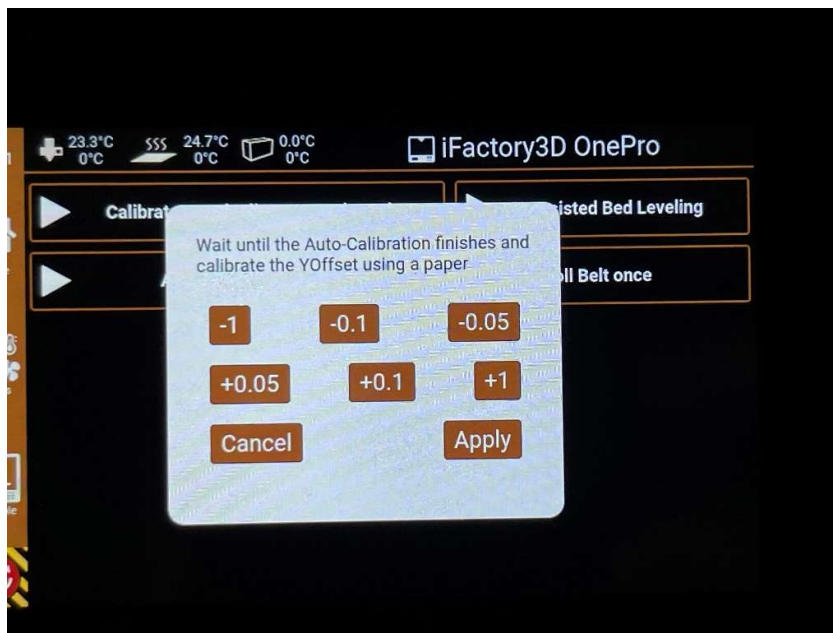 23.3°C
0°C
24.7°C
0°C
0.0°C
0°C
iFactory3D OnePro
isted Bed Leveling
ll Belt once
Wait until the Auto-Calibration finishes and
calibrate the YOffset using a paper
-1 -0.1 -0.05
+0.05 +0.1 +1
Cancel Apply